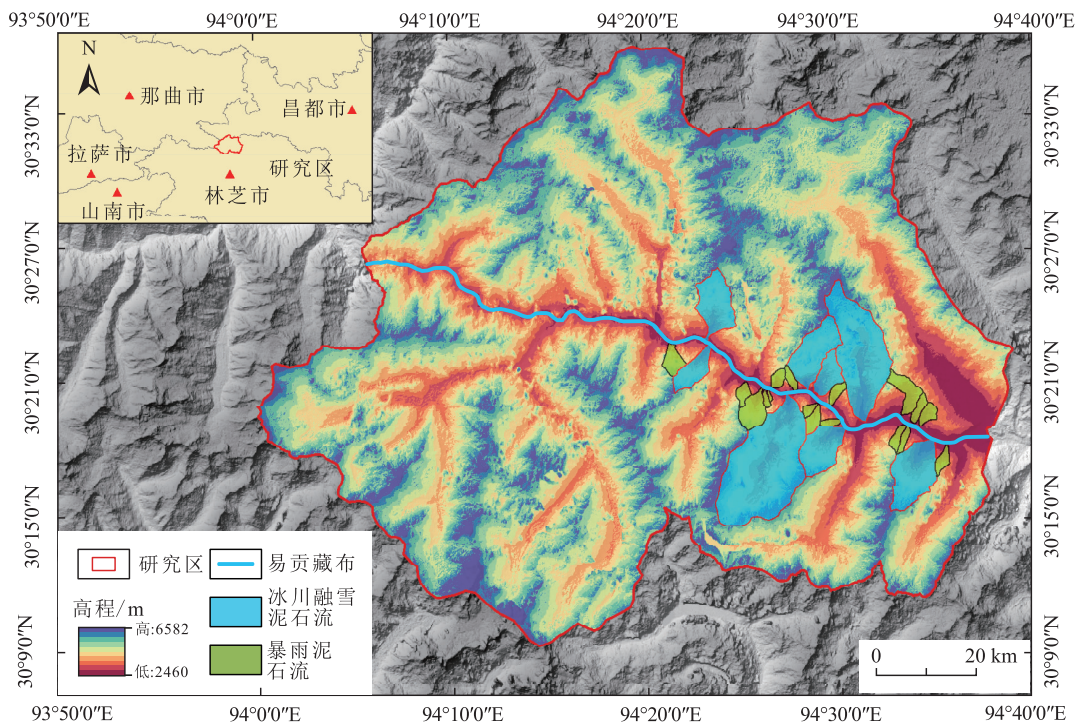 93°50′0″E
94°0′0″E
94°10′0″E
94°20′0″E
94°30′0″E
94°40′0″E
N
那曲市
昌都市
拉萨市
研究区
林芝市
山南市
30°33′0″N
30°27′0″N
30°21′0″N
30°15′0″N
30°9′0″N
30°33′0″N
30°27′0″N
30°21′0″N
30°15′0″N
30°9′0″N
研究区
易贡藏布
高程/m
高:6582
低:2460
冰川融雪
泥石流
暴雨泥
石流
0
20 km
93°50′0″E
94°0′0″E
94°10′0″E
94°20′0″E
94°30′0″E
94°40′0″E